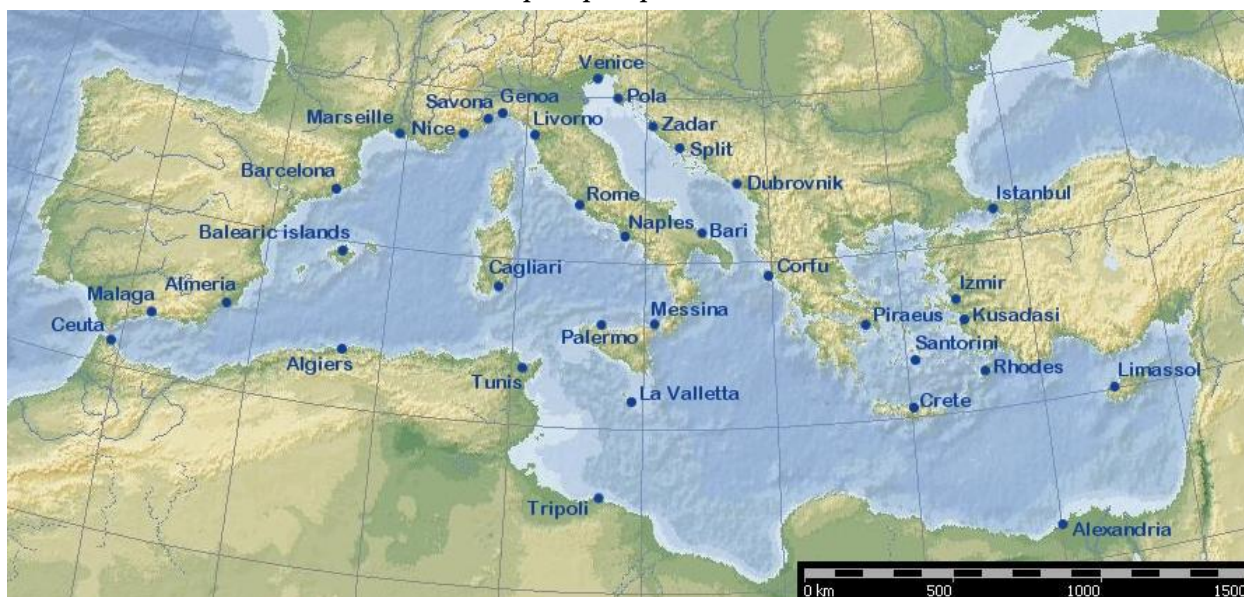 Venice
Savona
Genoa
Pola
Marseille
Nice
Livorno
Zadar
Split
Barcelona
Dubrovnik
Rome
Istanbul
Naples
Bari
Balearic islands
Cagliari
Corfu
Almeria
Malaga
Izmir
Messina
Piraeus
Kusadasi
Ceuta
Palermo
Santorini
Algiers
Tunis
Rhodes
Limassol
La Valletta
Crete
Tripoli
Alexandria
0 km 500 1000 1500